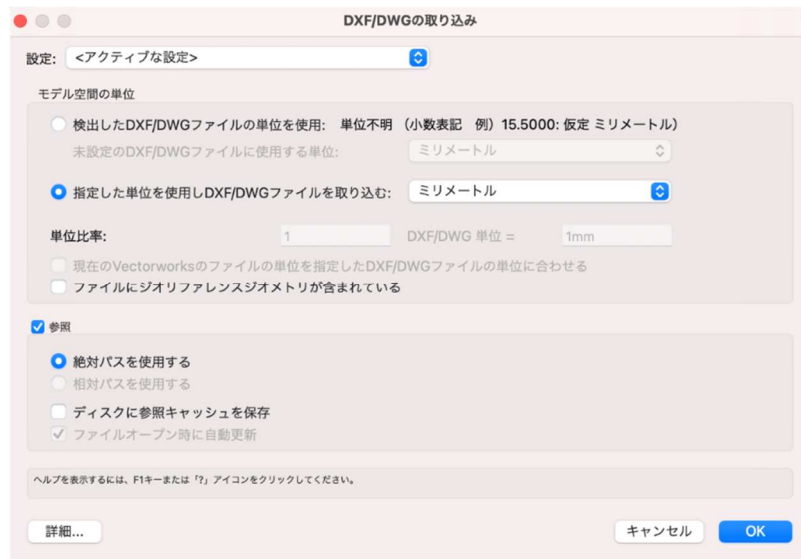 DXF/DWGの取り込み
設定: <アクティブな設定>
モデル空間の単位
検出したDXF/DWGファイルの単位を使用: 単位不明 （小数表記 例）15.5000: 仮定 ミリメートル）
未設定のDXF/DWGファイルに使用する単位: ミリメートル
指定した単位を使用しDXF/DWGファイルを取り込む: ミリメートル
単位比率: 1 DXF/DWG 単位 = 1mm
現在のVectorworksのファイルの単位を指定したDXF/DWGファイルの単位に合わせる
ファイルにジオリファレンスジオメトリが含まれている
参照
絶対パスを使用する
相対パスを使用する
ディスクに参照キャッシュを保存
ファイルオープン時に自動更新
ヘルプを表示するには、F1キーまたは「?」アイコンをクリックしてください。
詳細... キャンセル OK